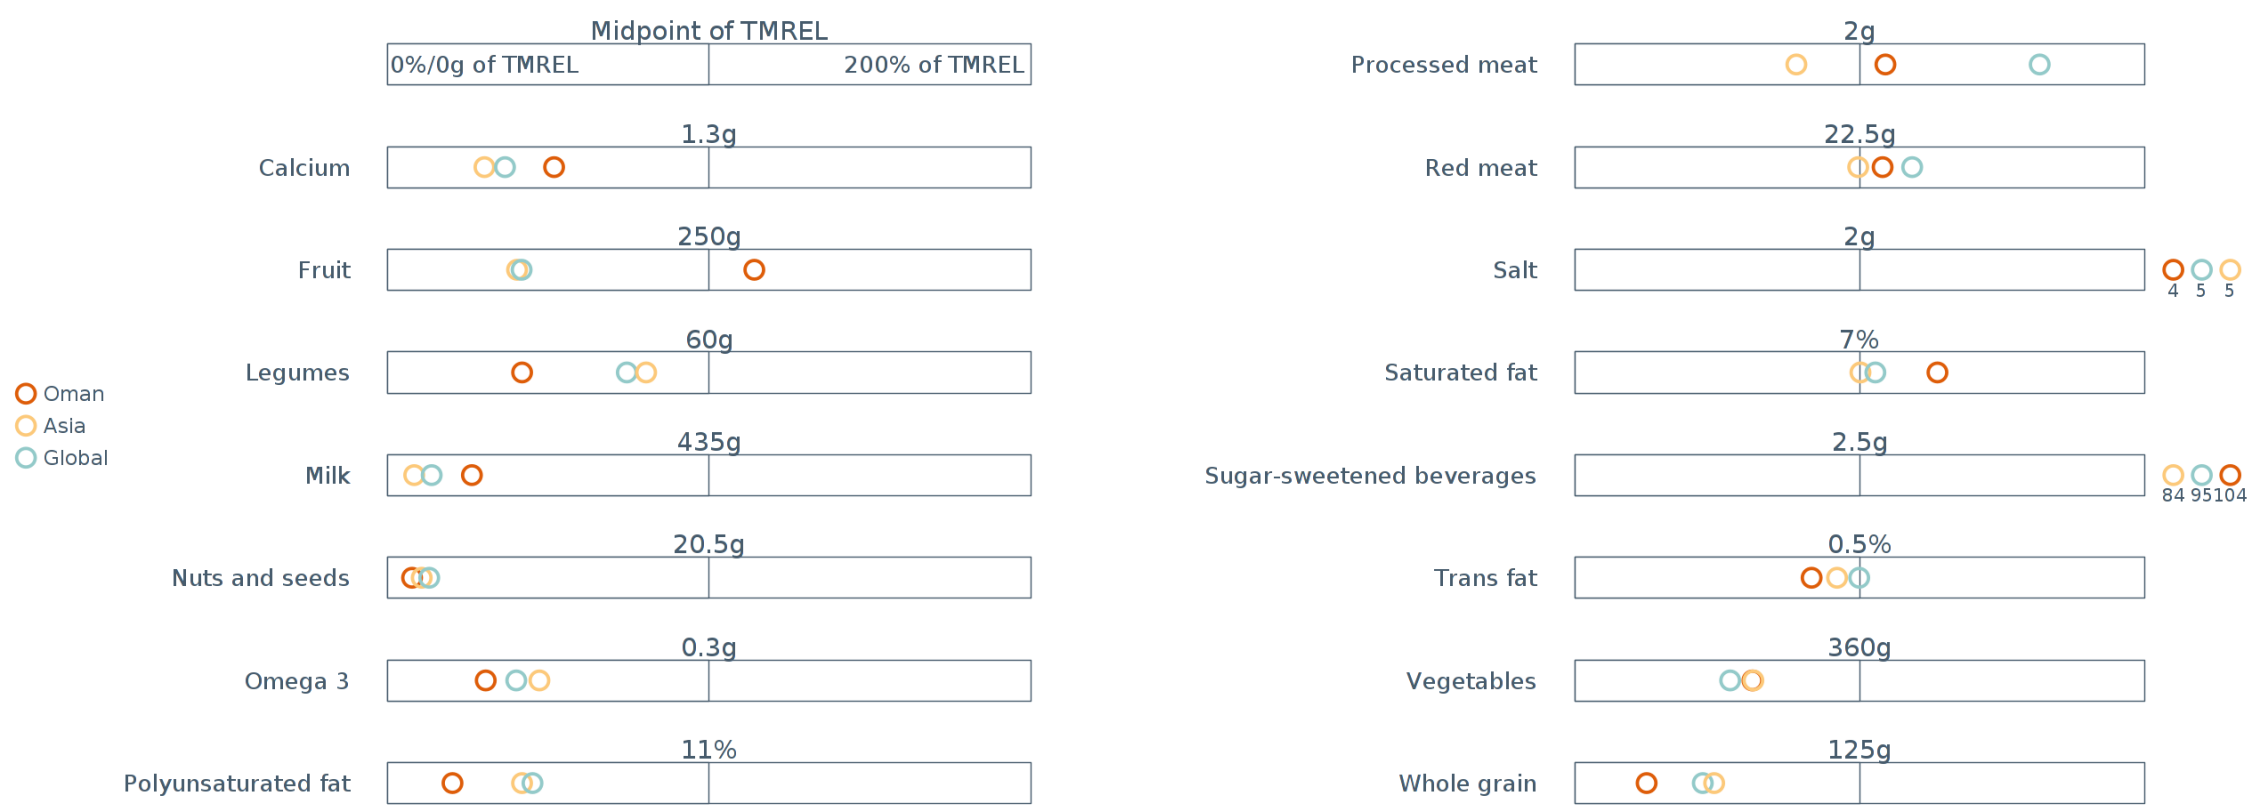 Midpoint of TMREL
0%/0g of TMREL 200% of TMREL
1.3g
Calcium
250g
Fruit
60g
Legumes
435g
Milk
20.5g
Nuts and seeds
0.3g
Omega 3
11%
Polyunsaturated fat
Oman
Asia
Global
2g
Processed meat
22.5g
Red meat
2g
Salt
4 5 5
7%
Saturated fat
2.5g
Sugar-sweetened beverages
84 95 104
0.5%
Trans fat
360g
Vegetables
125g
Whole grain